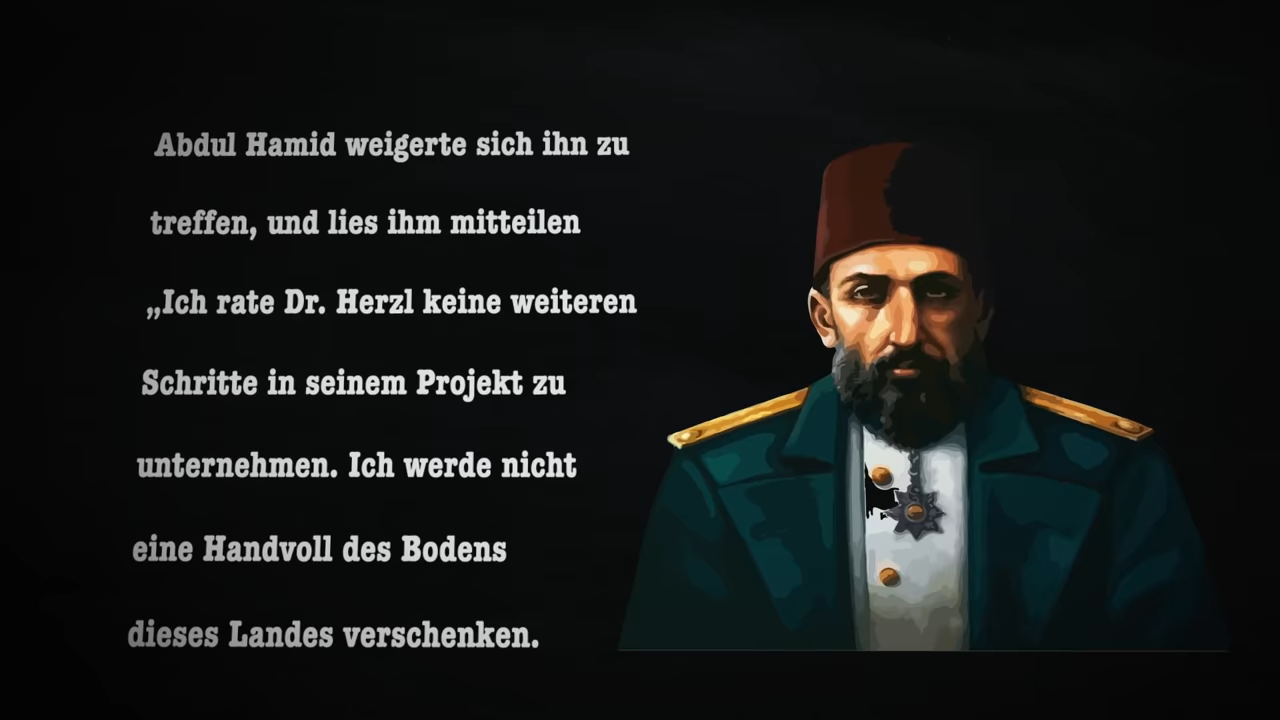 Abdul Hamid weigerte sich ihn zu
treffen, und lies ihm mitteilen
„Ich rate Dr. Herzl keine weiteren
Schritte in seinem Projekt zu
unternehmen. Ich werde nicht
eine Handvoll des Bodens
dieses Landes verschenken.